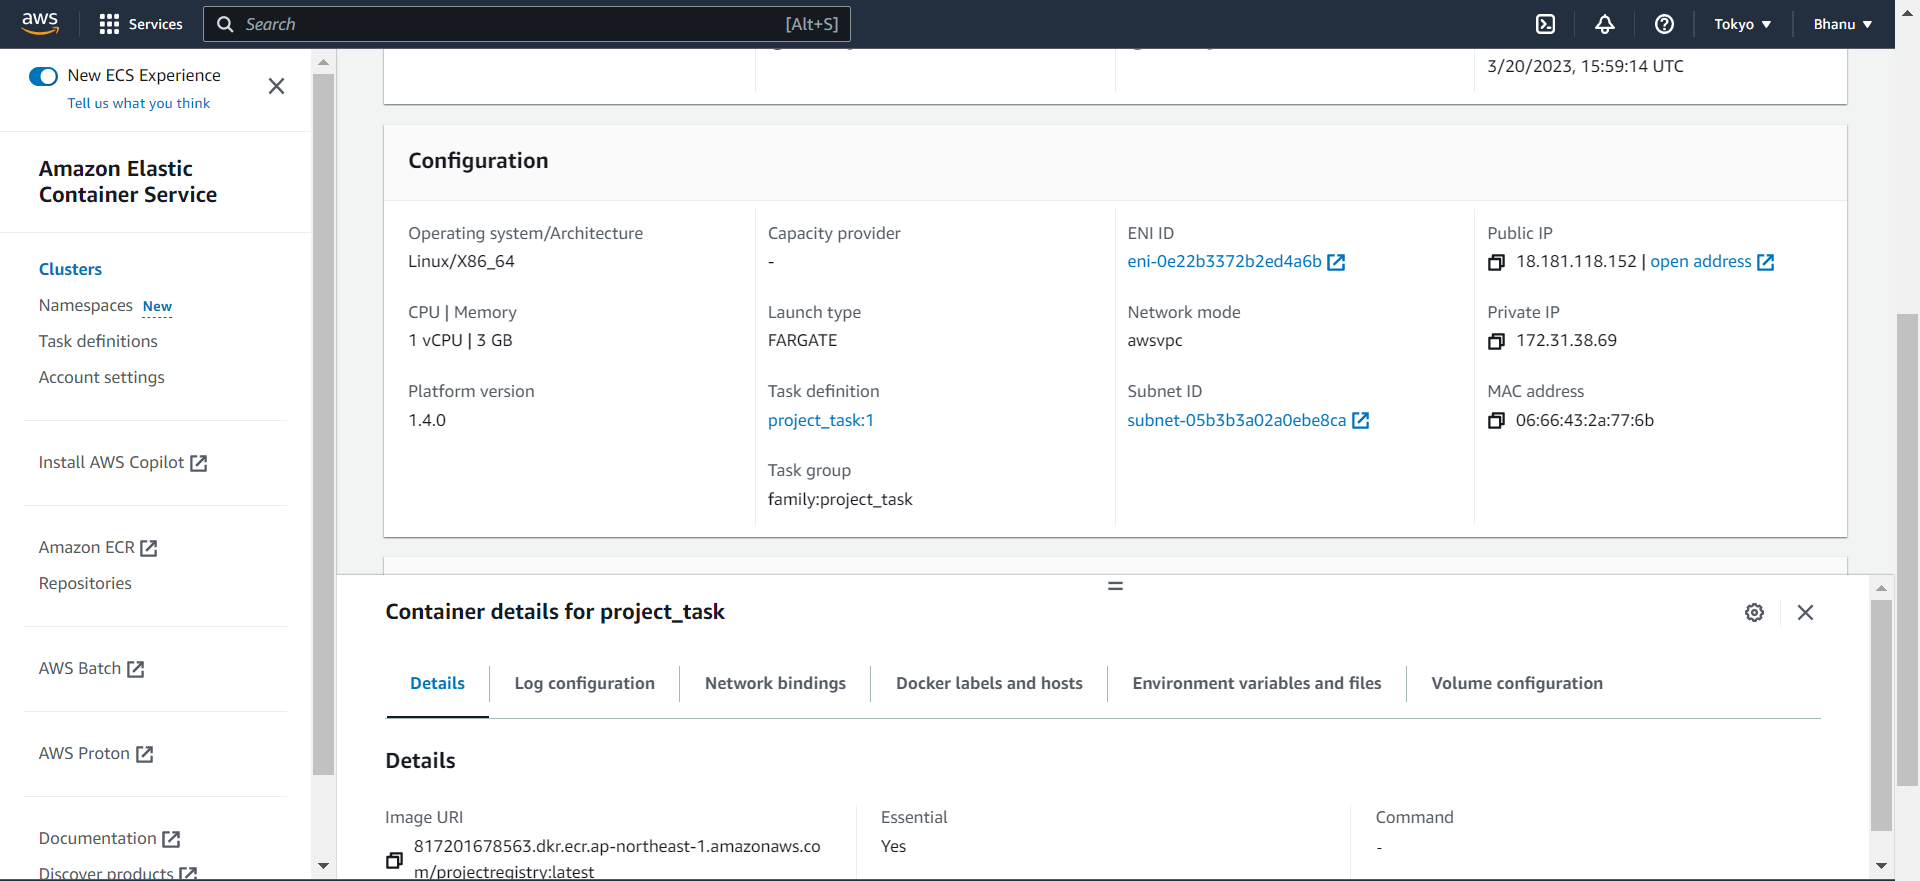 aws
Services
Search
[Alt+S]
Tokyo ▼
Bhanu ▼
New ECS Experience
Tell us what you think
Amazon Elastic
Container Service
Clusters
Namespaces New
Task definitions
Account settings
Install AWS Copilot
Amazon ECR
Repositories
AWS Batch
AWS Proton
Documentation
Discover products
3/20/2023, 15:59:14 UTC
Configuration
Operating system/Architecture
Linux/X86_64
CPU | Memory
1 vCPU | 3 GB
Platform version
1.4.0
Capacity provider
-
Launch type
FARGATE
Task definition
project_task:1
Task group
family:project_task
ENI ID
eni-0e22b3372b2ed4a6b
Network mode
awsvpc
Subnet ID
subnet-05b3b3a02a0ebe8ca
Public IP
18.181.118.152 | open address
Private IP
172.31.38.69
MAC address
06:66:43:2a:77:6b
Container details for project_task
Details
Log configuration
Network bindings
Docker labels and hosts
Environment variables and files
Volume configuration
Details
Image URI
817201678563.dkr.ecr.ap-northeast-1.amazonaws.co
m/projectregistry:latest
Essential
Yes
Command
-